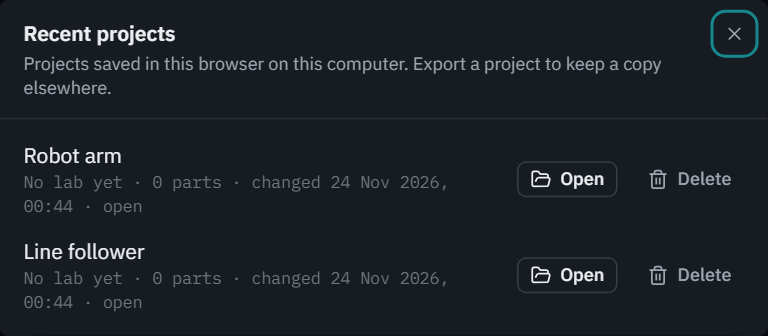 Recent projects
Projects saved in this browser on this computer. Export a project to keep a copy
elsewhere.
Robot arm
No lab yet · 0 parts · changed 24 Nov 2026,
00:44 · open
Open
Delete
Line follower
No lab yet · 0 parts · changed 24 Nov 2026,
00:44 · open
Open
Delete